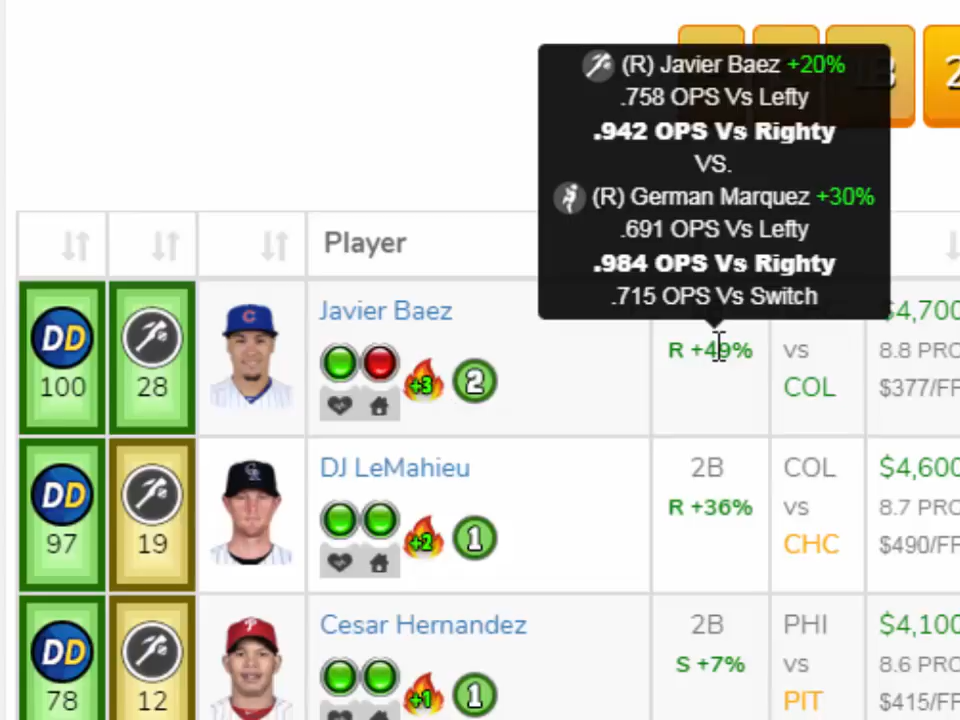 (R) Javier Baez +20%
.758 OPS Vs Lefty
.942 OPS Vs Righty
VS.
(R) German Marquez +30%
.691 OPS Vs Lefty
.984 OPS Vs Righty
.715 OPS Vs Switch
Player
DD
100
28
C
Javier Baez
+3
2
R +49%
vs
COL
$4,700
8.8 PRO
$377/FP
DD
97
19
CR
DJ LeMahieu
+2
1
2B
R +36%
COL
vs
CHC
$4,600
8.7 PRO
$490/FP
DD
78
12
P
Cesar Hernandez
+1
1
2B
S +7%
PHI
vs
PIT
$4,100
8.6 PRO
$415/FP